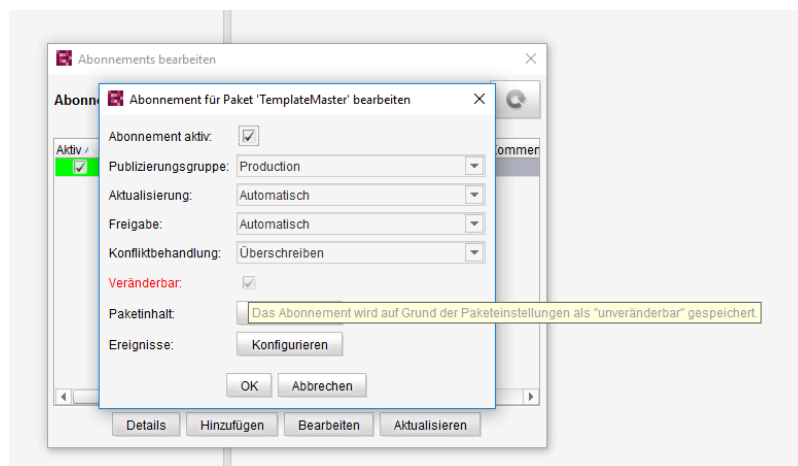 Abonnements bearbeiten
Abonnement für Paket 'TemplateMaster' bearbeiten
Abonnement aktiv:
Aktiv
Publizierungsgruppe: Production
Aktualisierung: Automatisch
Freigabe: Automatisch
Konfliktbehandlung: Überschreiben
Veränderbar:
Paketinhalt:
Das Abonnement wird auf Grund der Paketeinstellungen als "unveränderbar" gespeichert.
Ereignisse: Konfigurieren
OK Abbrechen
Details Hinzufügen Bearbeiten Aktualisieren